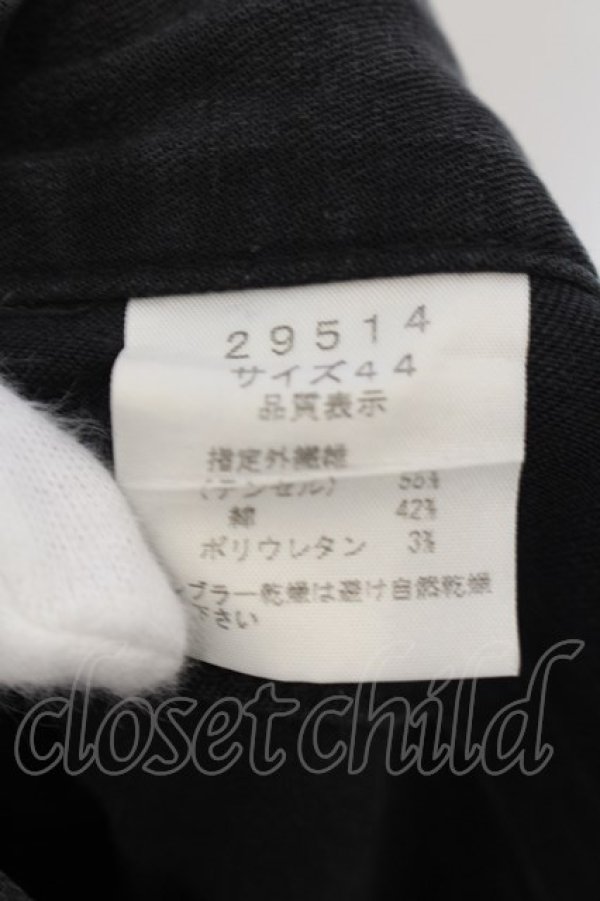 29514
サイズ44
品質表示
指定外繊維
(テンセル) 55%
綿 42%
ポリウレタン 3%
ンブラー乾燥は避け自然乾燥
下さい
closetchild